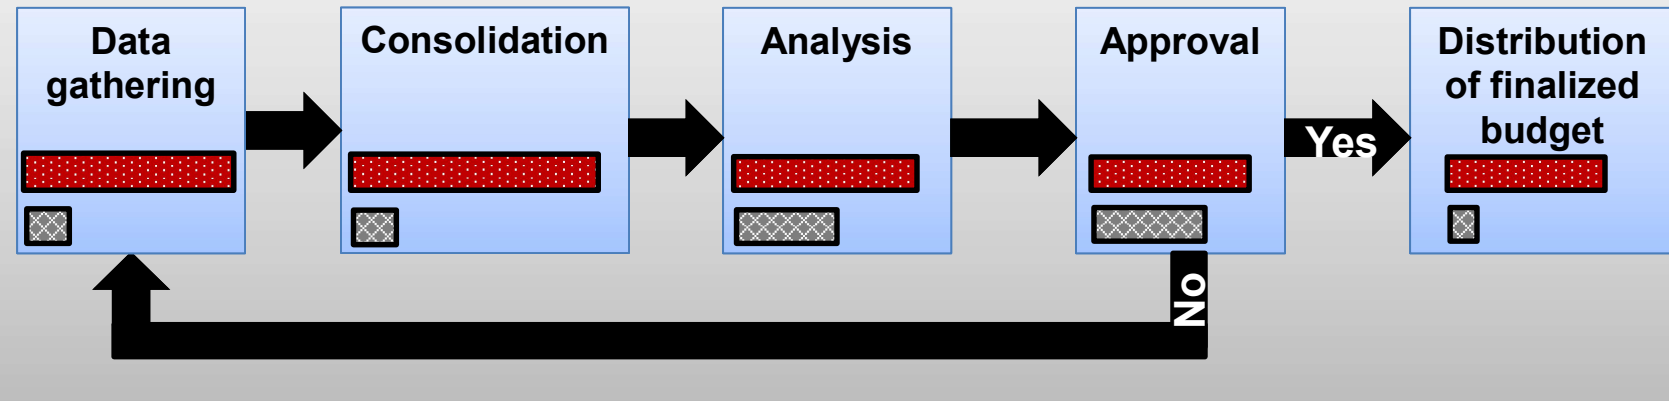 Data
gathering
Consolidation
Analysis
Approval
Yes
Distribution
of finalized
budget
No